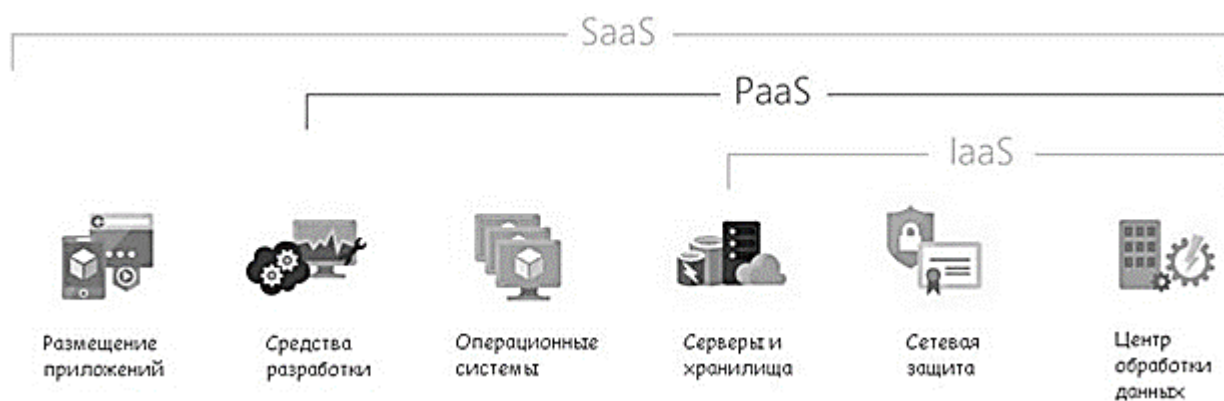 SaaS
PaaS
IaaS
Размещение
приложений
Средства
разработки
Операционные
системы
Серверы и
хранилища
Сетевая
защита
Центр
обработки
данных